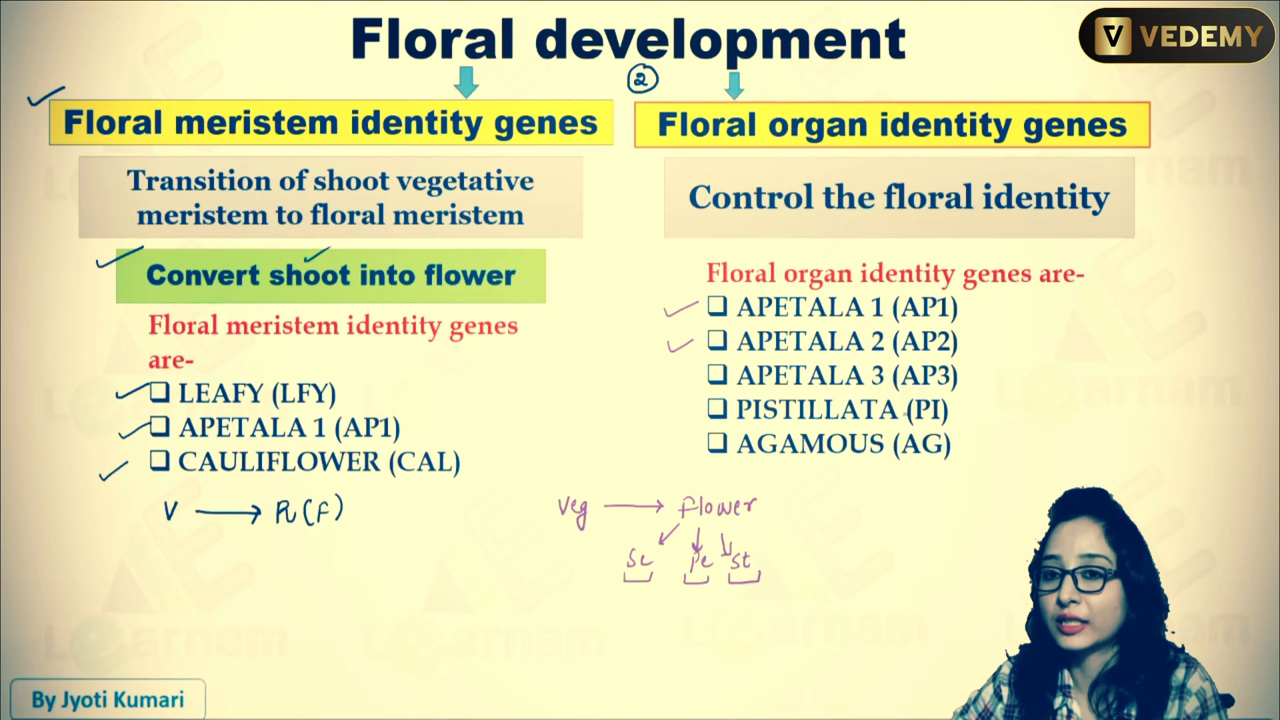 Floral development
VEDEMY
②
Floral meristem identity genes
Transition of shoot vegetative
meristem to floral meristem
Convert shoot into flower
Floral meristem identity genes
are-
❑ LEAFY (LFY)
❑ APETALA 1 (AP1)
❑ CAULIFLOWER (CAL)
V → R(F)
Floral organ identity genes
Control the floral identity
Floral organ identity genes are-
❑ APETALA 1 (AP1)
❑ APETALA 2 (AP2)
❑ APETALA 3 (AP3)
❑ PISTILLATA (PI)
❑ AGAMOUS (AG)
Veg → flower
Se Pe St
By Jyoti Kumari